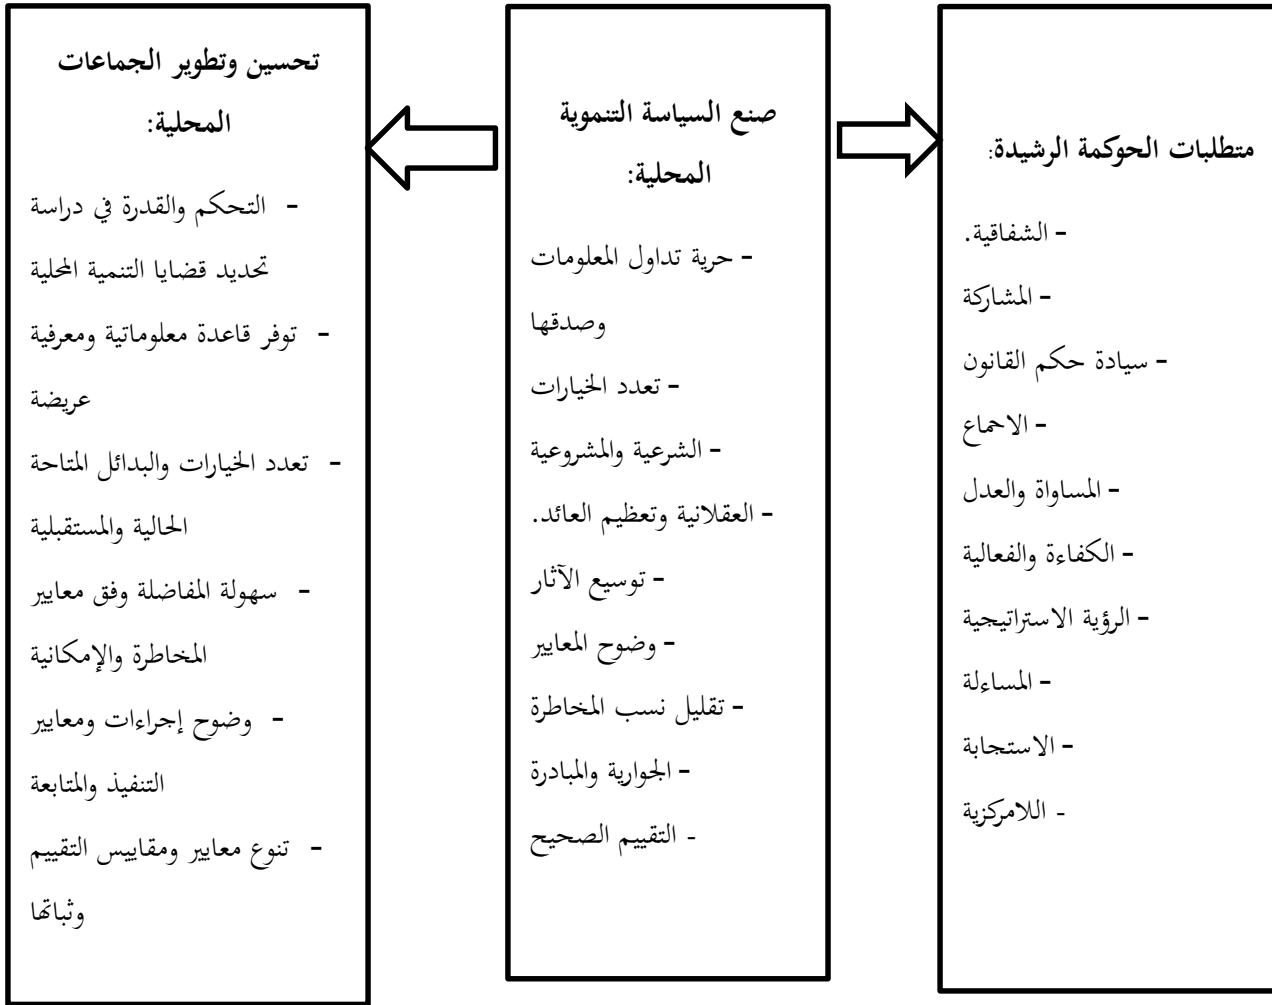 متطلبات الحوكمة الرشيدة:
- الشفاقية.
- المشاركة
- سيادة حكم القانون
- الاحماع
- المساواة والعدل
- الكفاءة والفعالية
- الرؤية الاستراتيجية
- المساءلة
- الاستجابة
- اللامركزية
صنع السياسة التنموية
المحلية:
- حرية تداول المعلومات
وصدقها
- تعدد الخيارات
- الشرعية والمشروعية
- العقلانية وتعظيم العائد.
- توسيع الآثار
- وضوح المعايير
- تقليل نسب المخاطرة
- الجوارية والمبادرة
- التقييم الصحيح
تحسين وتطوير الجماعات
المحلية:
- التحكم والقدرة في دراسة
تحديد قضايا التنمية المحلية
- توفر قاعدة معلوماتية ومعرفية
عريضة
- تعدد الخيارات والبدائل المتاحة
الحالية والمستقبلية
- سهولة المفاضلة وفق معايير
المخاطرة والإمكانية
- وضوح إجراءات ومعايير
التنفيذ والمتابعة
- تنوع معايير ومقاييس التقييم
وثباتها